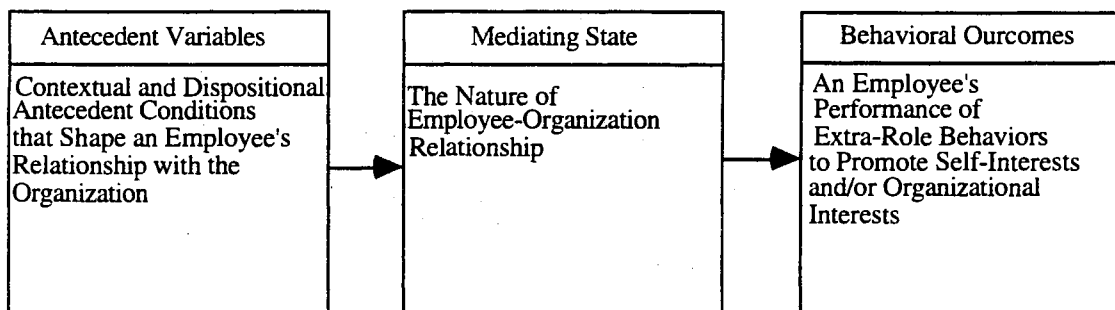 Antecedent Variables
Contextual and Dispositional
Antecedent Conditions
that Shape an Employee's
Relationship with the
Organization
Mediating State
The Nature of
Employee-Organization
Relationship
Behavioral Ourcomes
An Employee's
Performance of
Extra-Role Behaviors
to Promote Self-Interests
and/or Organizational
Interests